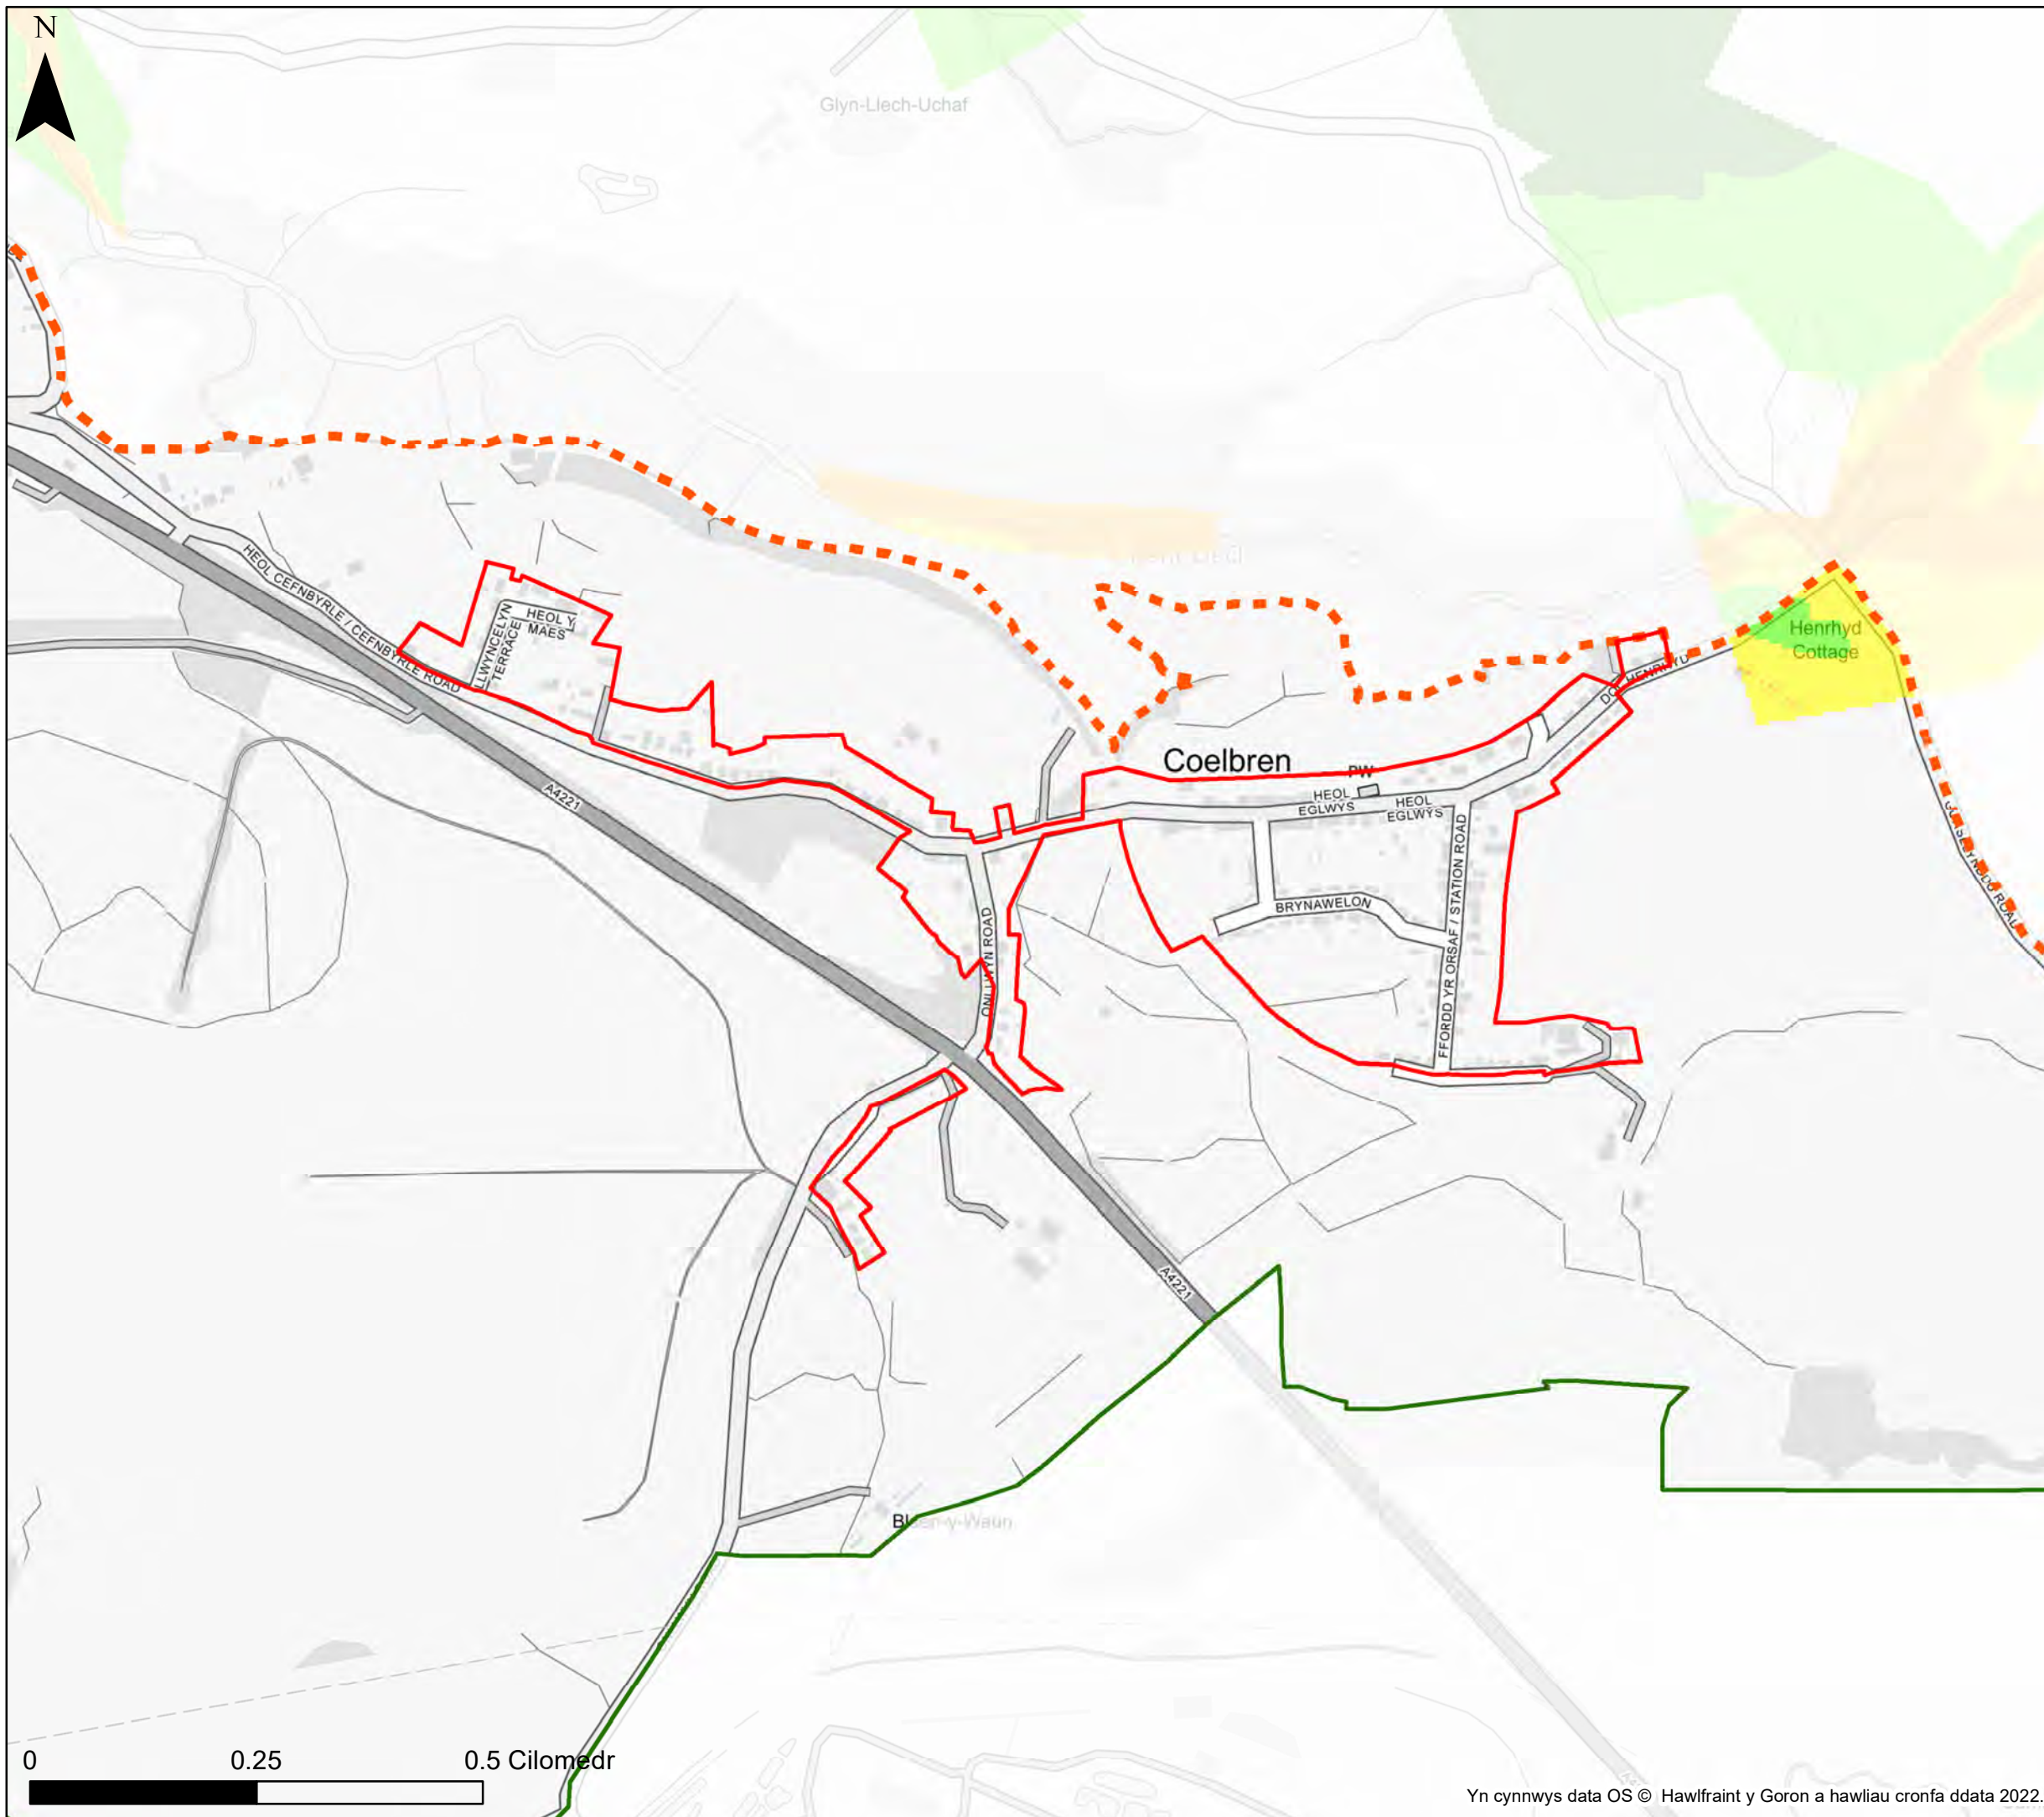 N
Glyn-Llech-Uchaf
HEOL CEFNBYRLE / CEFNBYRLE ROAD
LLWYNCELYN
TERRACE
HEOL Y
MAES
A4221
Coelbren
PW
HEOL
EGLWYS
HEOL
EGLWYS
Henrhyd
Cottage
BRYNAWELON
FFORDD YR ORSAF / STATION ROAD
ONLLWYN ROAD
A4221
0
0.25
0.5 Cilomedr
Yn cynnwys data OS © Hawlfraint y Goron a hawliau cronfa ddata 2022